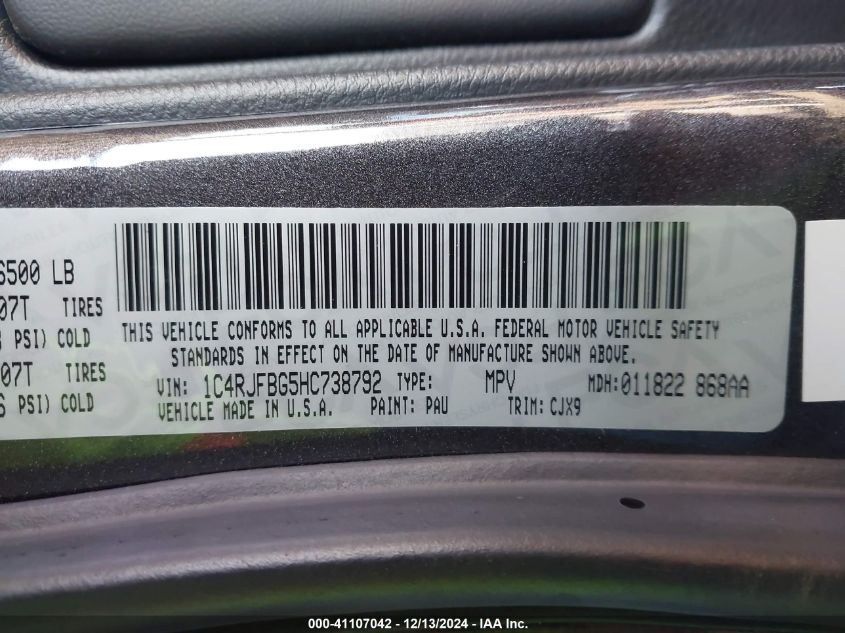 6500 LB
07T TIRES
PSI) COLD
07T TIRES
PSI) COLD
THIS VEHICLE CONFORMS TO ALL APPLICABLE U.S.A. FEDERAL MOTOR VEHICLE SAFETY
STANDARDS IN EFFECT ON THE DATE OF MANUFACTURE SHOWN ABOVE.
VIN: 1C4RJFBG5HC738792 TYPE: MPV MDH:011822 868AA
VEHICLE MADE IN U.S.A. PAINT: PAU TRIM: CJX9
000-41107042 - 12/13/2024 - IAA Inc.